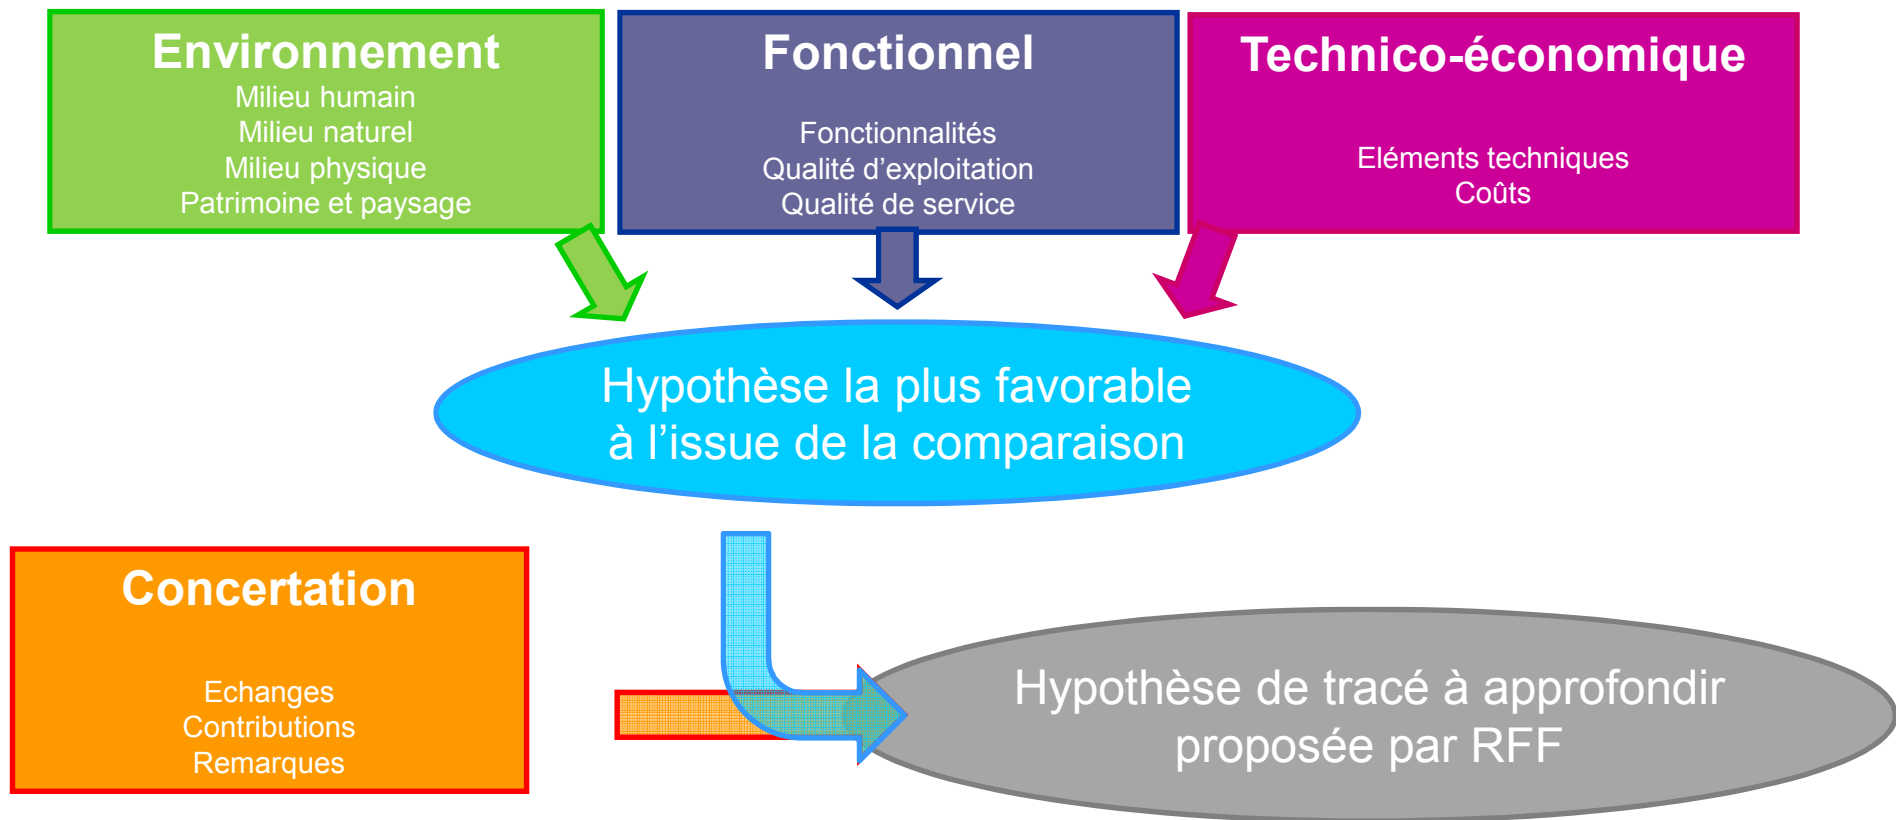 Environnement
Milieu humain
Milieu naturel
Milieu physique
Patrimoine et paysage
Fonctionnel
Fonctionnalités
Qualité d’exploitation
Qualité de service
Technico-économique
Eléments techniques
Coûts
Hypothèse la plus favorable
à l’issue de la comparaison
Concertation
Echanges
Contributions
Remarques
Hypothèse de tracé à approfondir
proposée par RFF